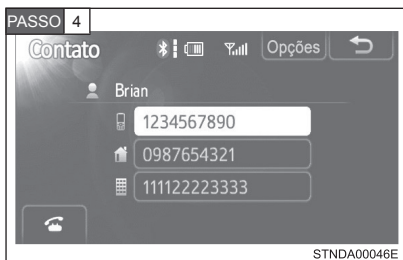 PASSO 4
Contato Opções
Brian
1234567890
0987654321
111122223333
STNDA00046E